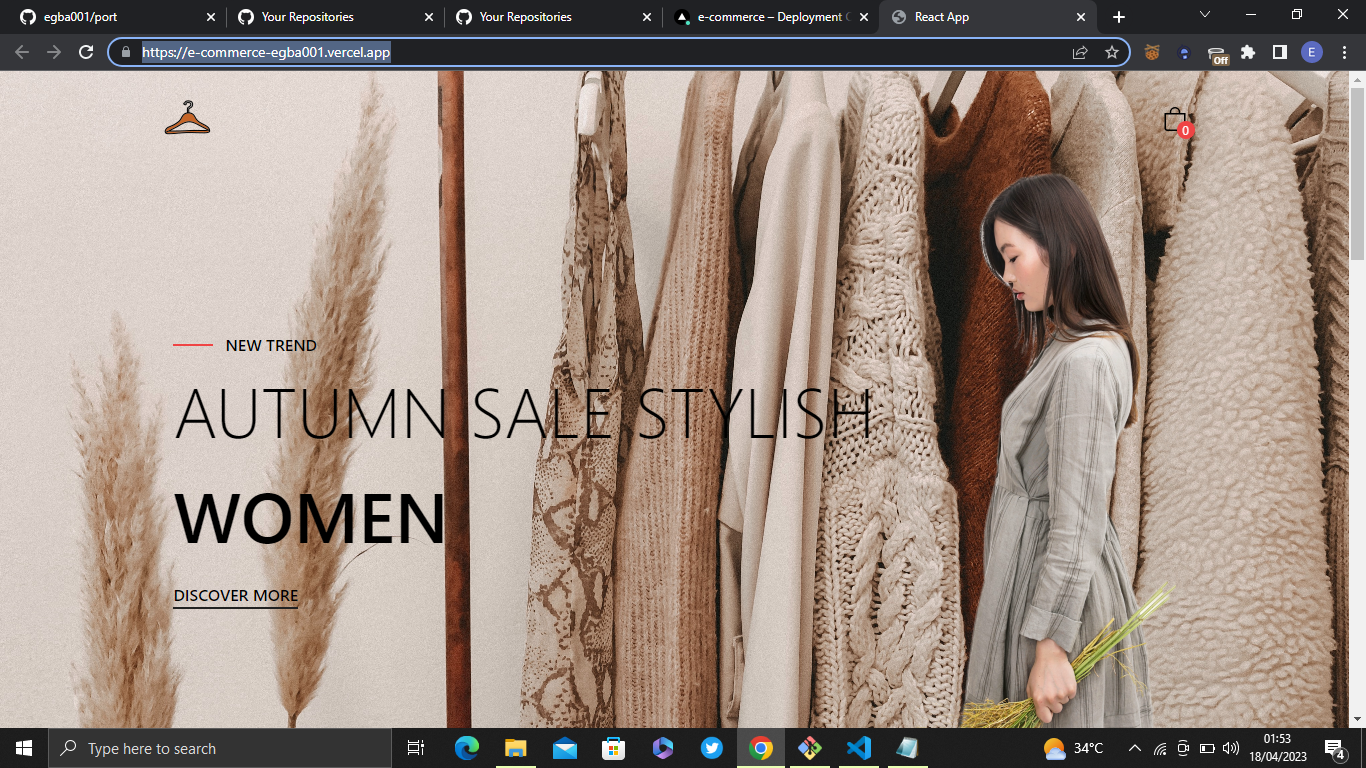 egba001/port
Your Repositories
Your Repositories
e-commerce – Deployment
React App
https://e-commerce-egba001.vercel.app
Off
E
0
NEW TREND
AUTUMN SALE STYLISH
WOMEN
DISCOVER MORE
Type here to search
34°C
01:53
18/04/2023
4